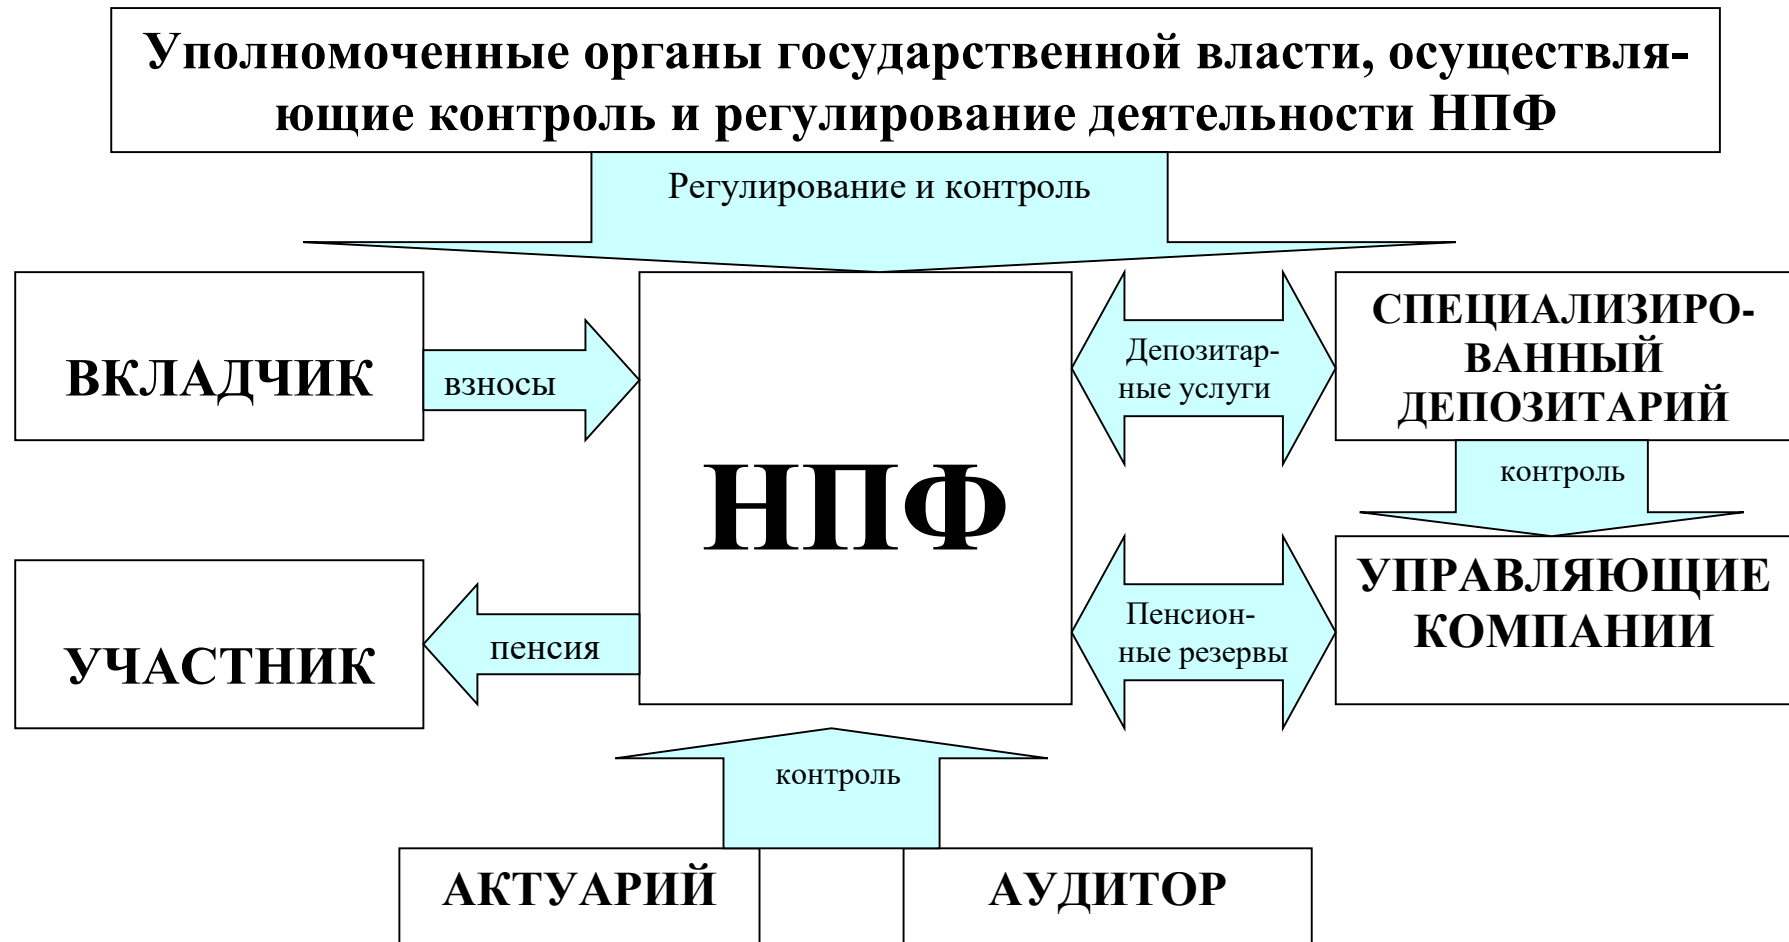 Уполномоченные органы государственной власти, осуществля-
ющие контроль и регулирование деятельности НПФ
Регулирование и контроль
ВКЛАДЧИК
взносы
НПФ
Депозитар-
ные услуги
СПЕЦИАЛИЗИРО-
ВАННЫЙ
ДЕПОЗИТАРИЙ
контроль
УЧАСТНИК
пенсия
Пенсион-
ные резервы
УПРАВЛЯЮЩИЕ
КОМПАНИИ
контроль
АКТУАРИЙ
АУДИТОР